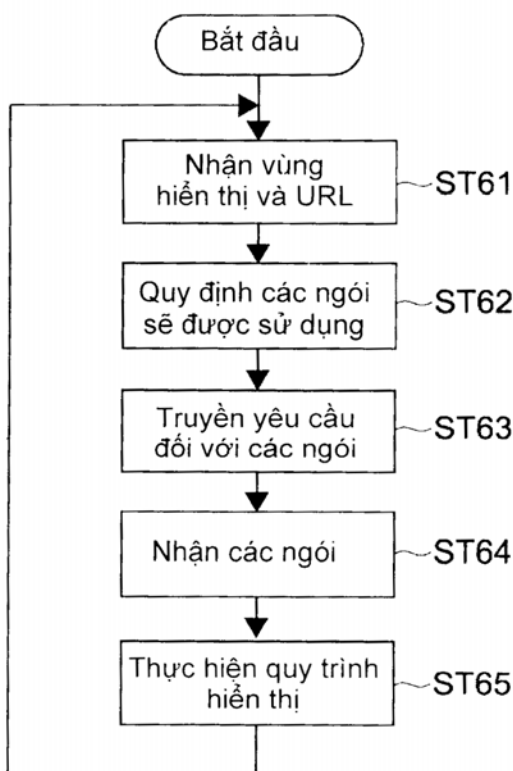 Bắt đầu
Nhận vùng
hiển thị và URL
ST61
Quy định các ngói
sẽ được sử dụng
ST62
Truyền yêu cầu
đối với các ngói
ST63
Nhận các ngói
ST64
Thực hiện quy trình
hiển thị
ST65